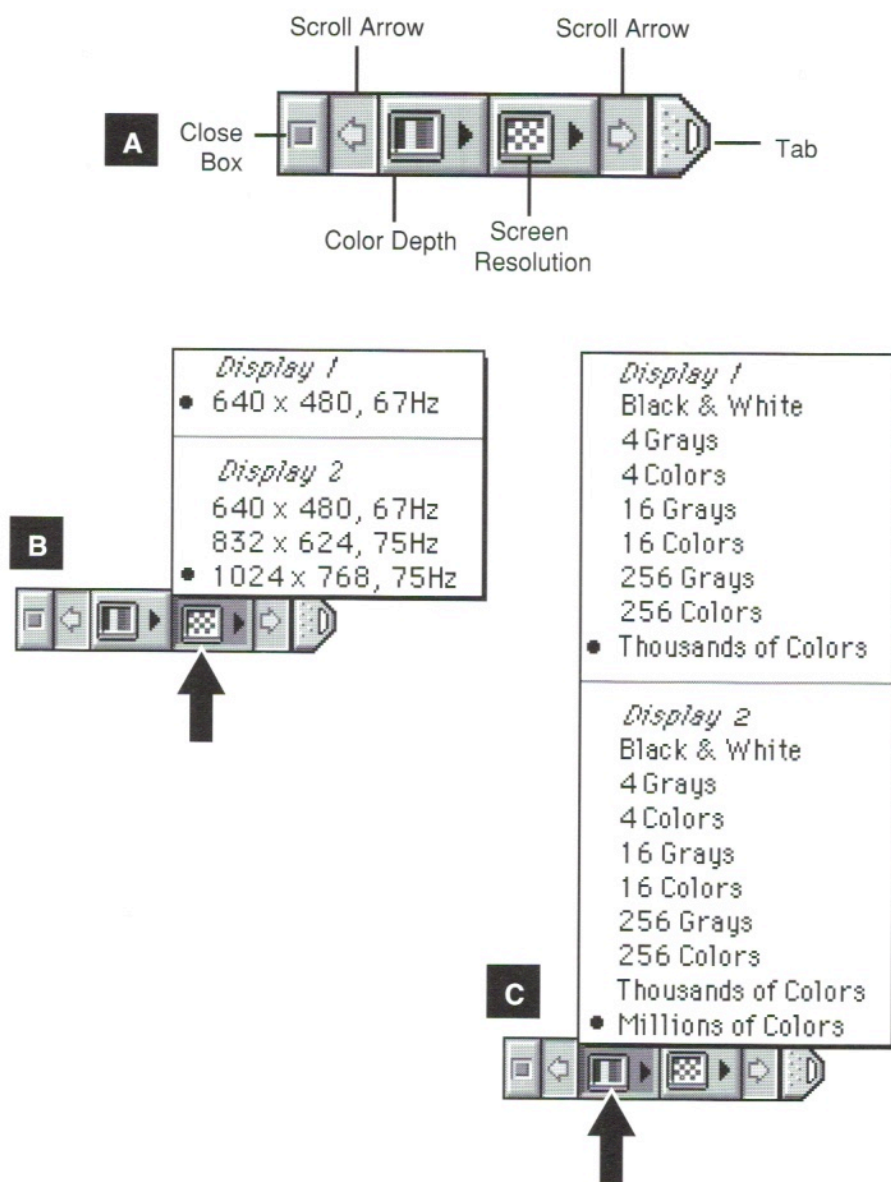 Scroll Arrow
Scroll Arrow
A
Close
Box
Tab
Color Depth
Screen
Resolution
B
Display 1
640 x 480, 67Hz
Display 2
640 x 480, 67Hz
832 x 624, 75Hz
1024 x 768, 75Hz
Display 1
Black & White
4 Grays
4 Colors
16 Grays
16 Colors
256 Grays
256 Colors
Thousands of Colors
Display 2
Black & White
4 Grays
4 Colors
16 Grays
16 Colors
256 Grays
256 Colors
Thousands of Colors
Millions of Colors
C